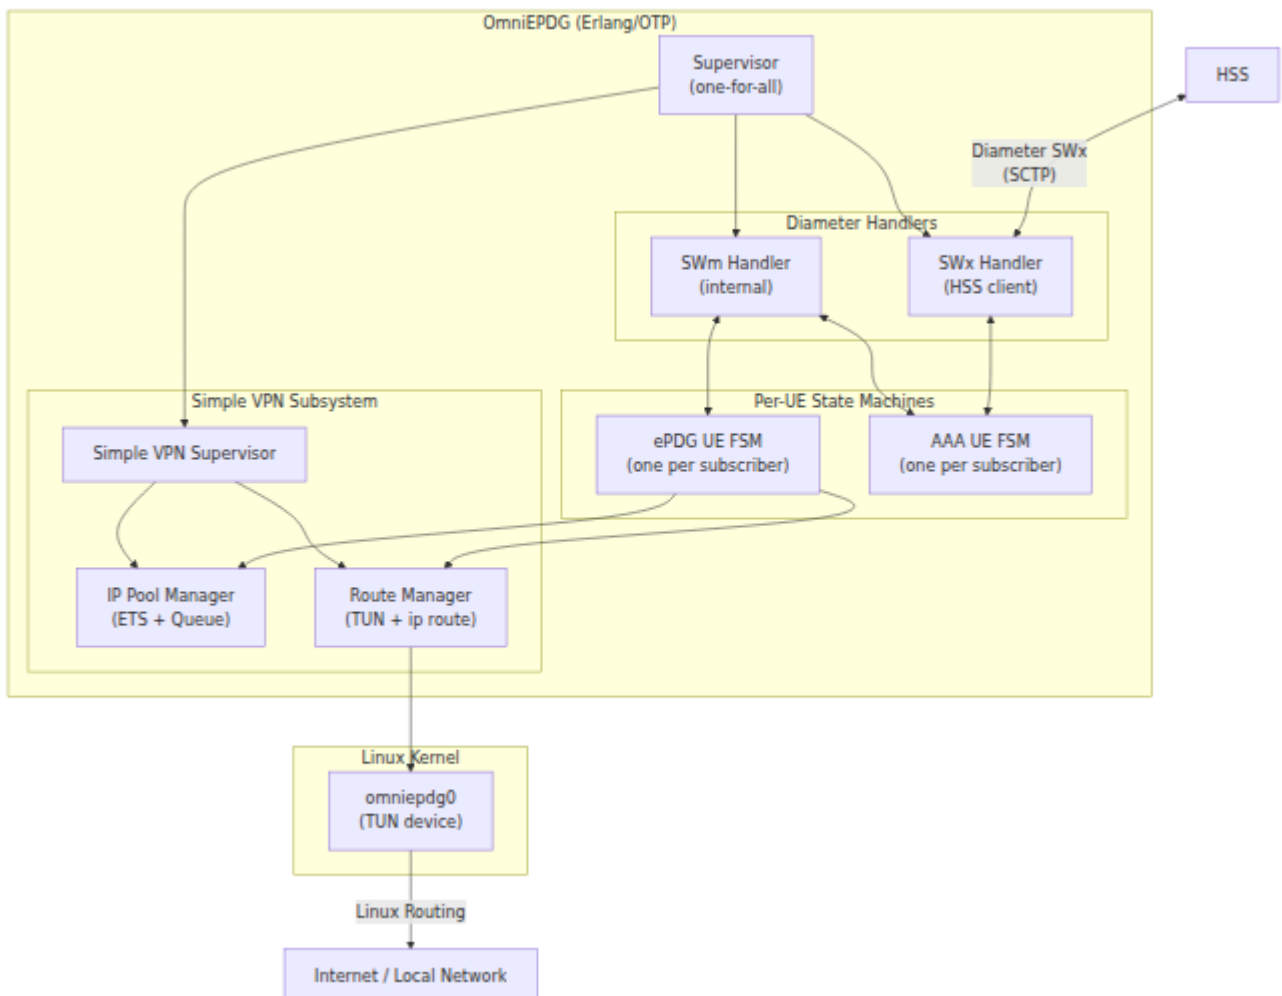 OmniEPDG (Erlang/OTP)
Supervisor
(one-for-all)
HSS
Diameter SWx
(SCTP)
Diameter Handlers
SWm Handler
(internal)
SWx Handler
(HSS client)
Simple VPN Subsystem
Per-UE State Machines
Simple VPN Supervisor
ePDG UE FSM
(one per subscriber)
AAA UE FSM
(one per subscriber)
IP Pool Manager
(ETS + Queue)
Route Manager
(TUN + ip route)
Linux Kernel
omniepdg0
(TUN device)
Linux Routing
Internet / Local Network